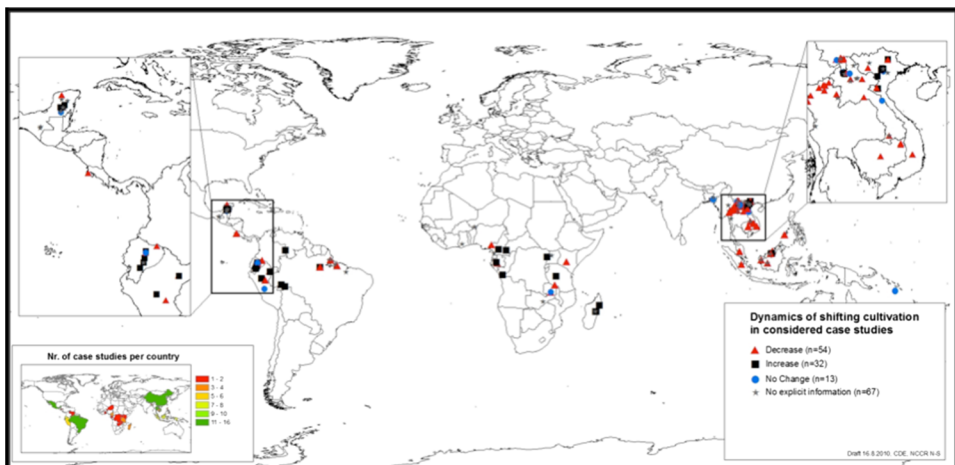 Dynamics of shifting cultivation
in considered case studies
Decrease (n=54)
Increase (n=32)
No Change (n=13)
No explicit information (n=67)
Draft 16.8.2010, CDE, NCCR N-S
Nr. of case studies per country
1 - 2
3 - 4
5 - 6
7 - 8
9 - 10
11 - 16